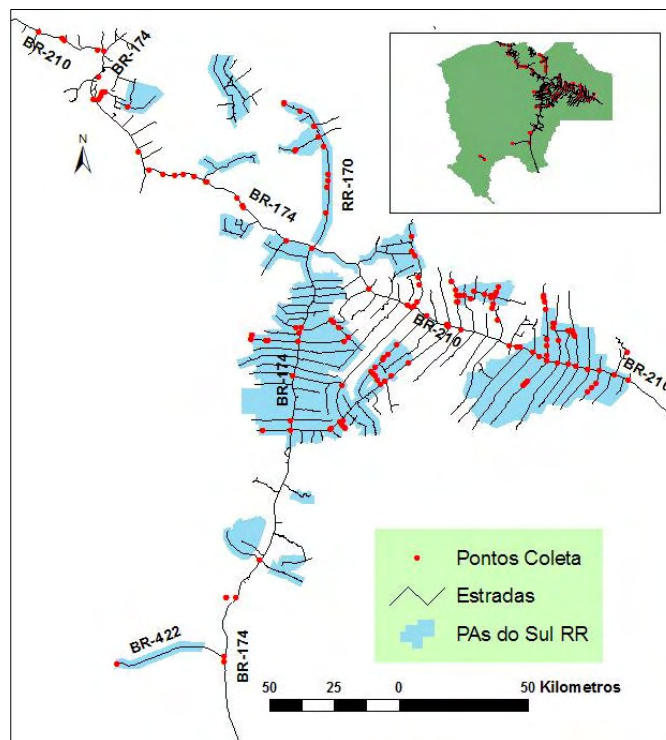 BR-210
BR-174
N
RR-170
BR-174
BR-210
BR-174
BR-210
Pontos Coleta
Estradas
PAs do Sul RR
BR-422
BR-174
50 0 50 Kilometros